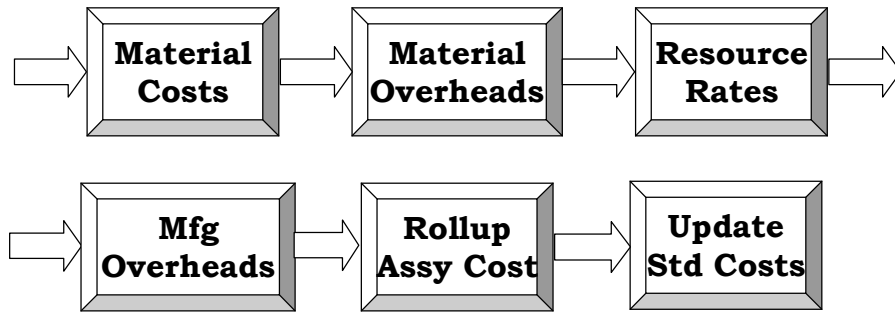 Material
Costs
Material
Overheads
Resource
Rates
Mfg
Overheads
Rollup
Assy Cost
Update
Std Costs